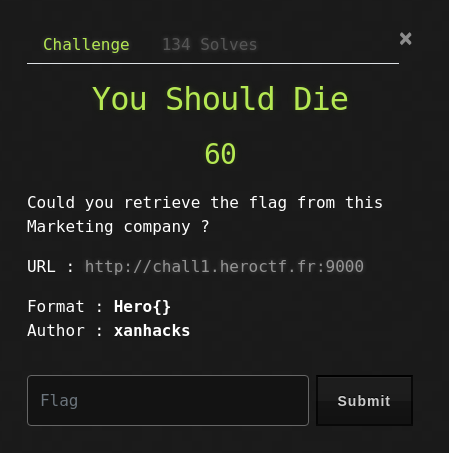 Challenge 134 Solves ×
You Should Die
60
Could you retrieve the flag from this
Marketing company ?
URL : http://chall1.heroctf.fr:9000
Format : Hero{}
Author : xanhacks
Flag Submit